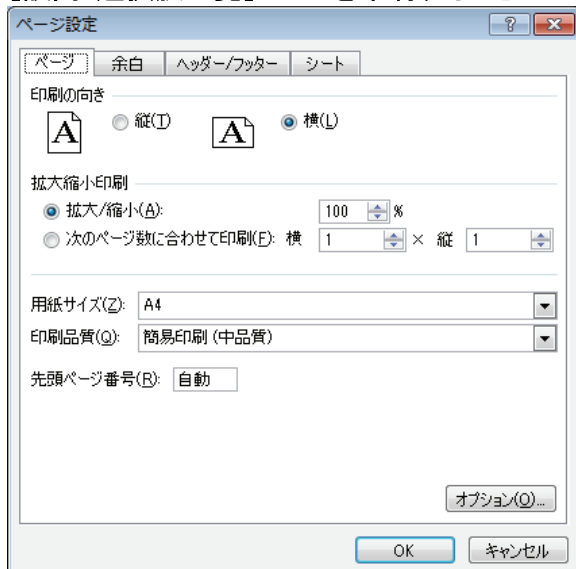 ページ設定
ページ 余白 ヘッダー/フッター シート
印刷の向き
A 縦(T) A 横(L)
拡大縮小印刷
拡大/縮小(A): 100 %
次のページ数に合わせて印刷(F): 横 1 × 縦 1
用紙サイズ(Z): A4
印刷品質(Q): 簡易印刷 (中品質)
先頭ページ番号(R): 自動
オプション(O)...
OK キャンセル